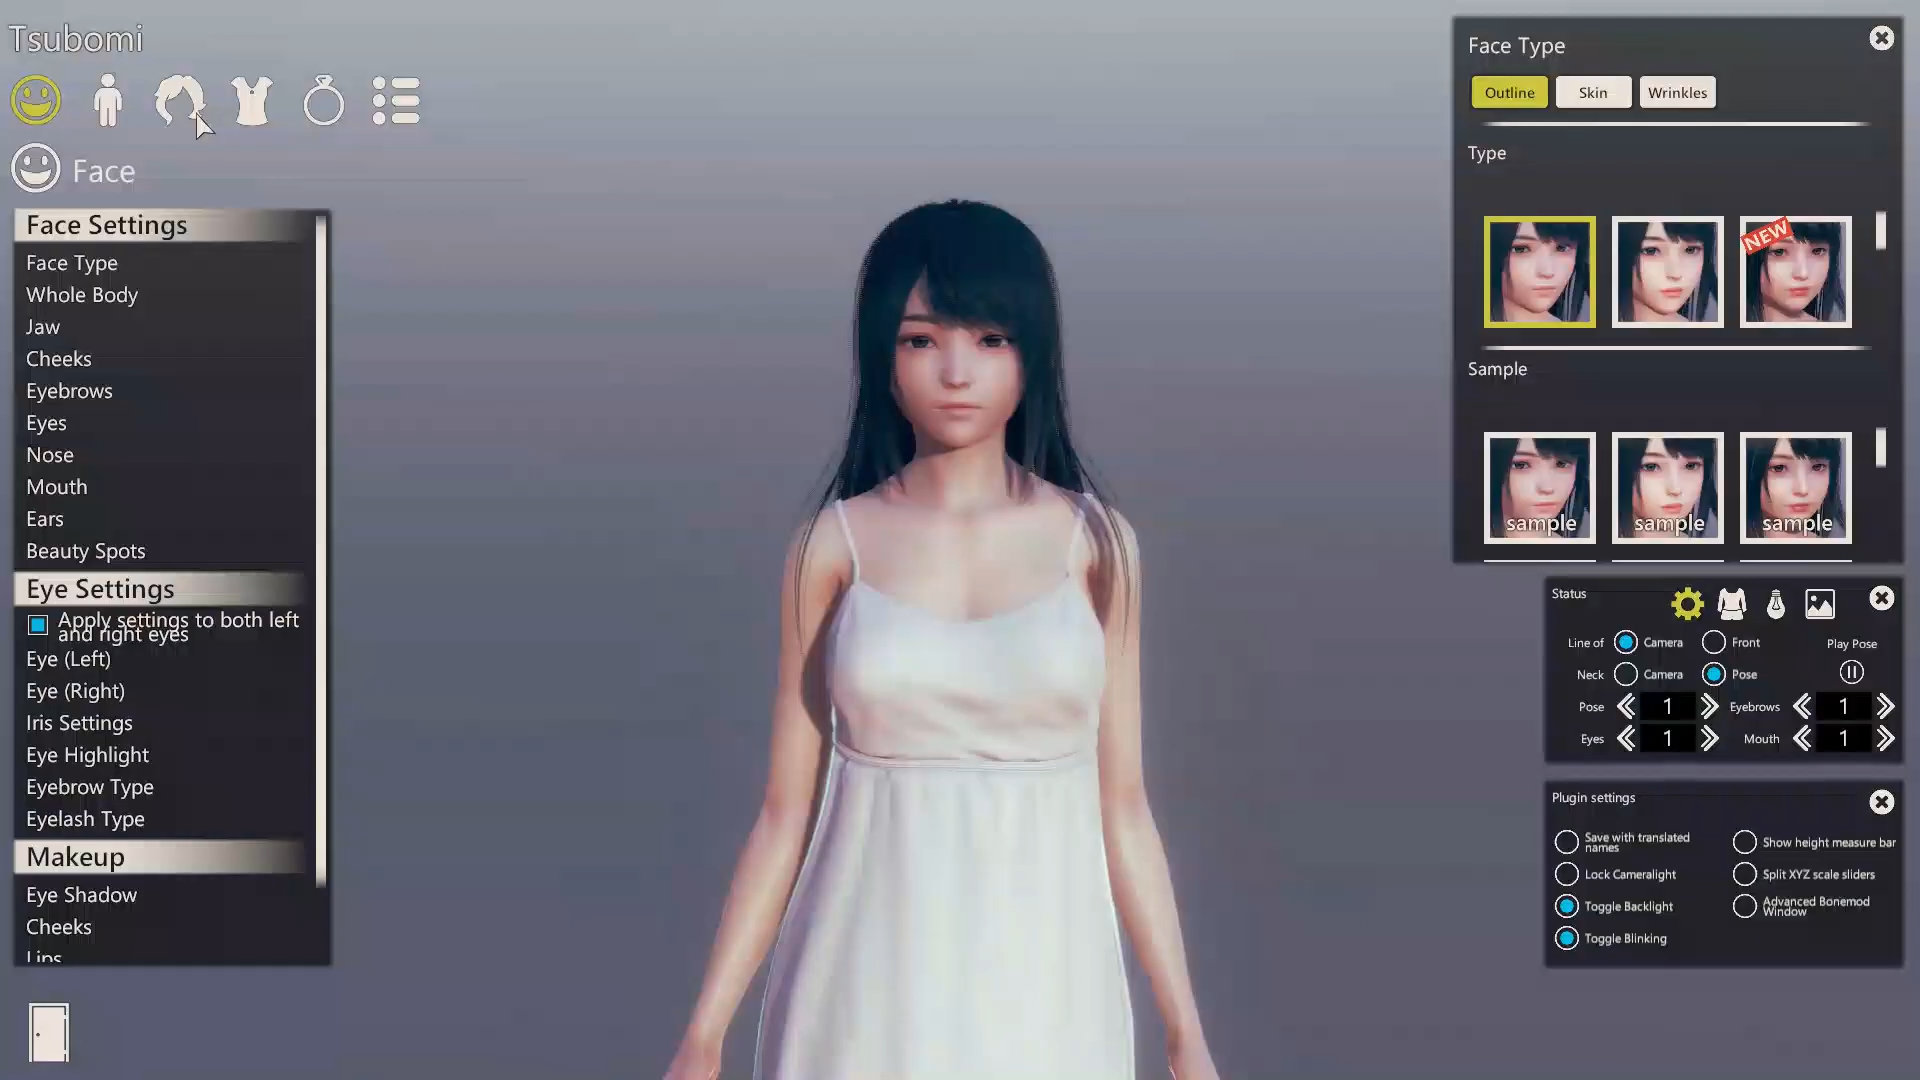 Tsubomi
Face
Face Settings
Face Type
Whole Body
Jaw
Cheeks
Eyebrows
Eyes
Nose
Mouth
Ears
Beauty Spots
Eye Settings
Apply settings to both left
and right eyes
Eye (Left)
Eye (Right)
Iris Settings
Eye Highlight
Eyebrow Type
Eyelash Type
Makeup
Eye Shadow
Cheeks
Lips
Face Type
Outline Skin Wrinkles
Type
NEW
Sample
sample sample sample
Status
Line of Camera Front Play Pose
Neck Camera Pose
Pose 1 Eyebrows 1
Eyes 1 Mouth 1
Plugin settings
Save with translated
names
Show height measure bar
Lock Cameralight
Split XYZ scale sliders
Toggle Backlight
Advanced Bonemod
Window
Toggle Blinking